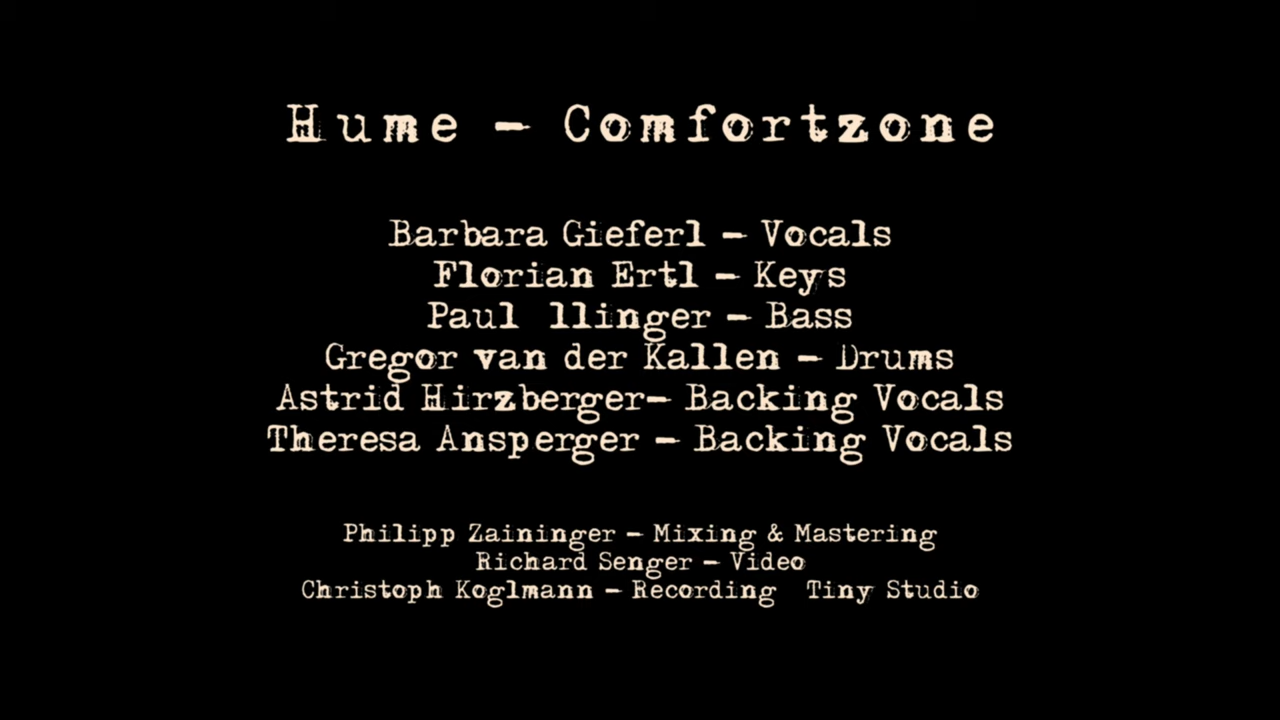 Hume - Comfortzone
Barbara Gieferl - Vocals
Florian Ertl - Keys
Paul llinger - Bass
Gregor van der Kallen - Drums
Astrid Hirzberger- Backing Vocals
Theresa Ansperger - Backing Vocals
Philipp Zaininger - Mixing & Mastering
Richard Senger - Video
Christoph Koglmann - Recording Tiny Studio